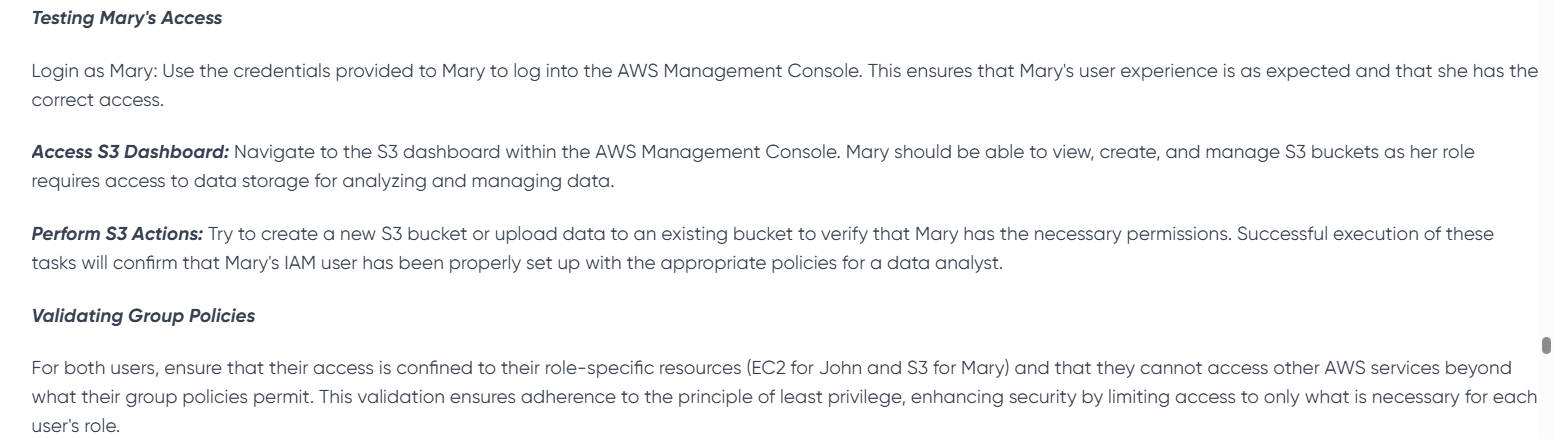 Testing Mary's Access
Login as Mary: Use the credentials provided to Mary to log into the AWS Management Console. This ensures that Mary's user experience is as expected and that she has the
correct access.
Access S3 Dashboard: Navigate to the S3 dashboard within the AWS Management Console. Mary should be able to view, create, and manage S3 buckets as her role
requires access to data storage for analyzing and managing data.
Perform S3 Actions: Try to create a new S3 bucket or upload data to an existing bucket to verify that Mary has the necessary permissions. Successful execution of these
tasks will confirm that Mary's IAM user has been properly set up with the appropriate policies for a data analyst.
Validating Group Policies
For both users, ensure that their access is confined to their role-specific resources (EC2 for John and S3 for Mary) and that they cannot access other AWS services beyond
what their group policies permit. This validation ensures adherence to the principle of least privilege, enhancing security by limiting access to only what is necessary for each
user's role.